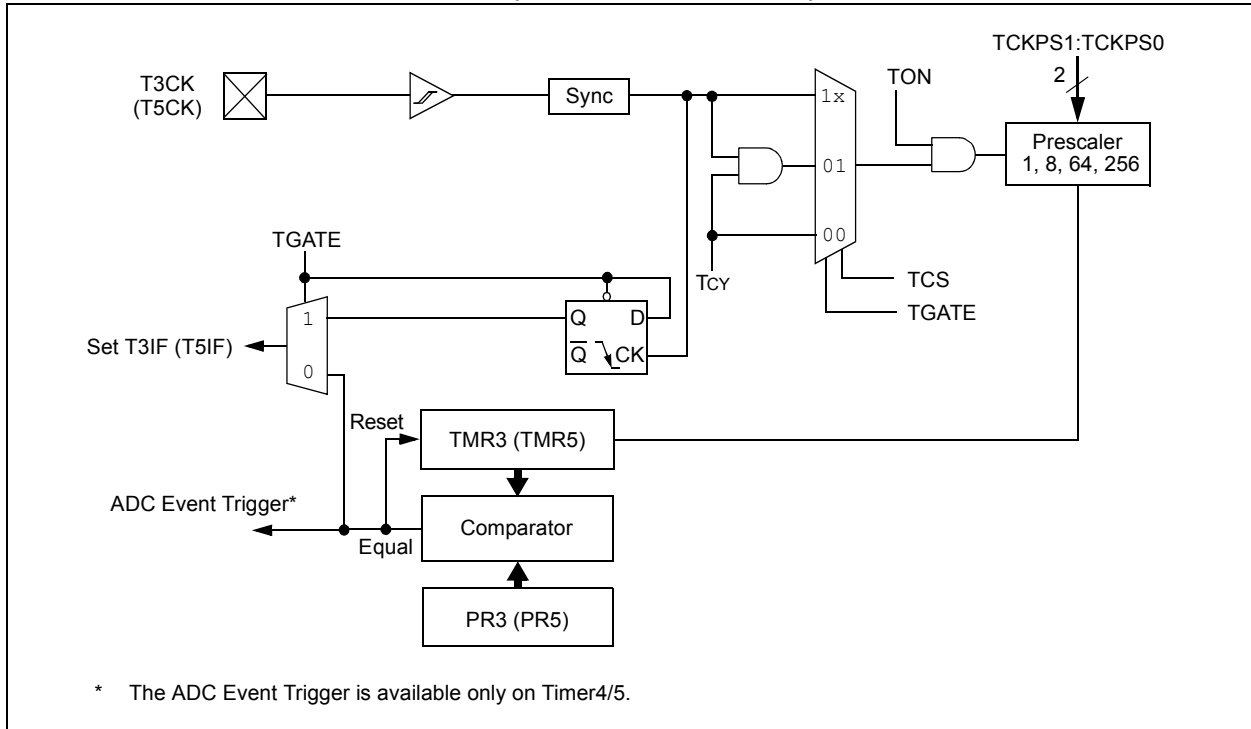 TCKPS1:TCKPS0
2
T3CK
(T5CK)
Sync
1x
01
00
TON
Prescaler
1, 8, 64, 256
TGATE
TCY
TCS
TGATE
1
0
Set T3IF (T5IF)
Q
D
Q
CK
Reset
TMR3 (TMR5)
ADC Event Trigger*
Equal
Comparator
PR3 (PR5)
* The ADC Event Trigger is available only on Timer4/5.